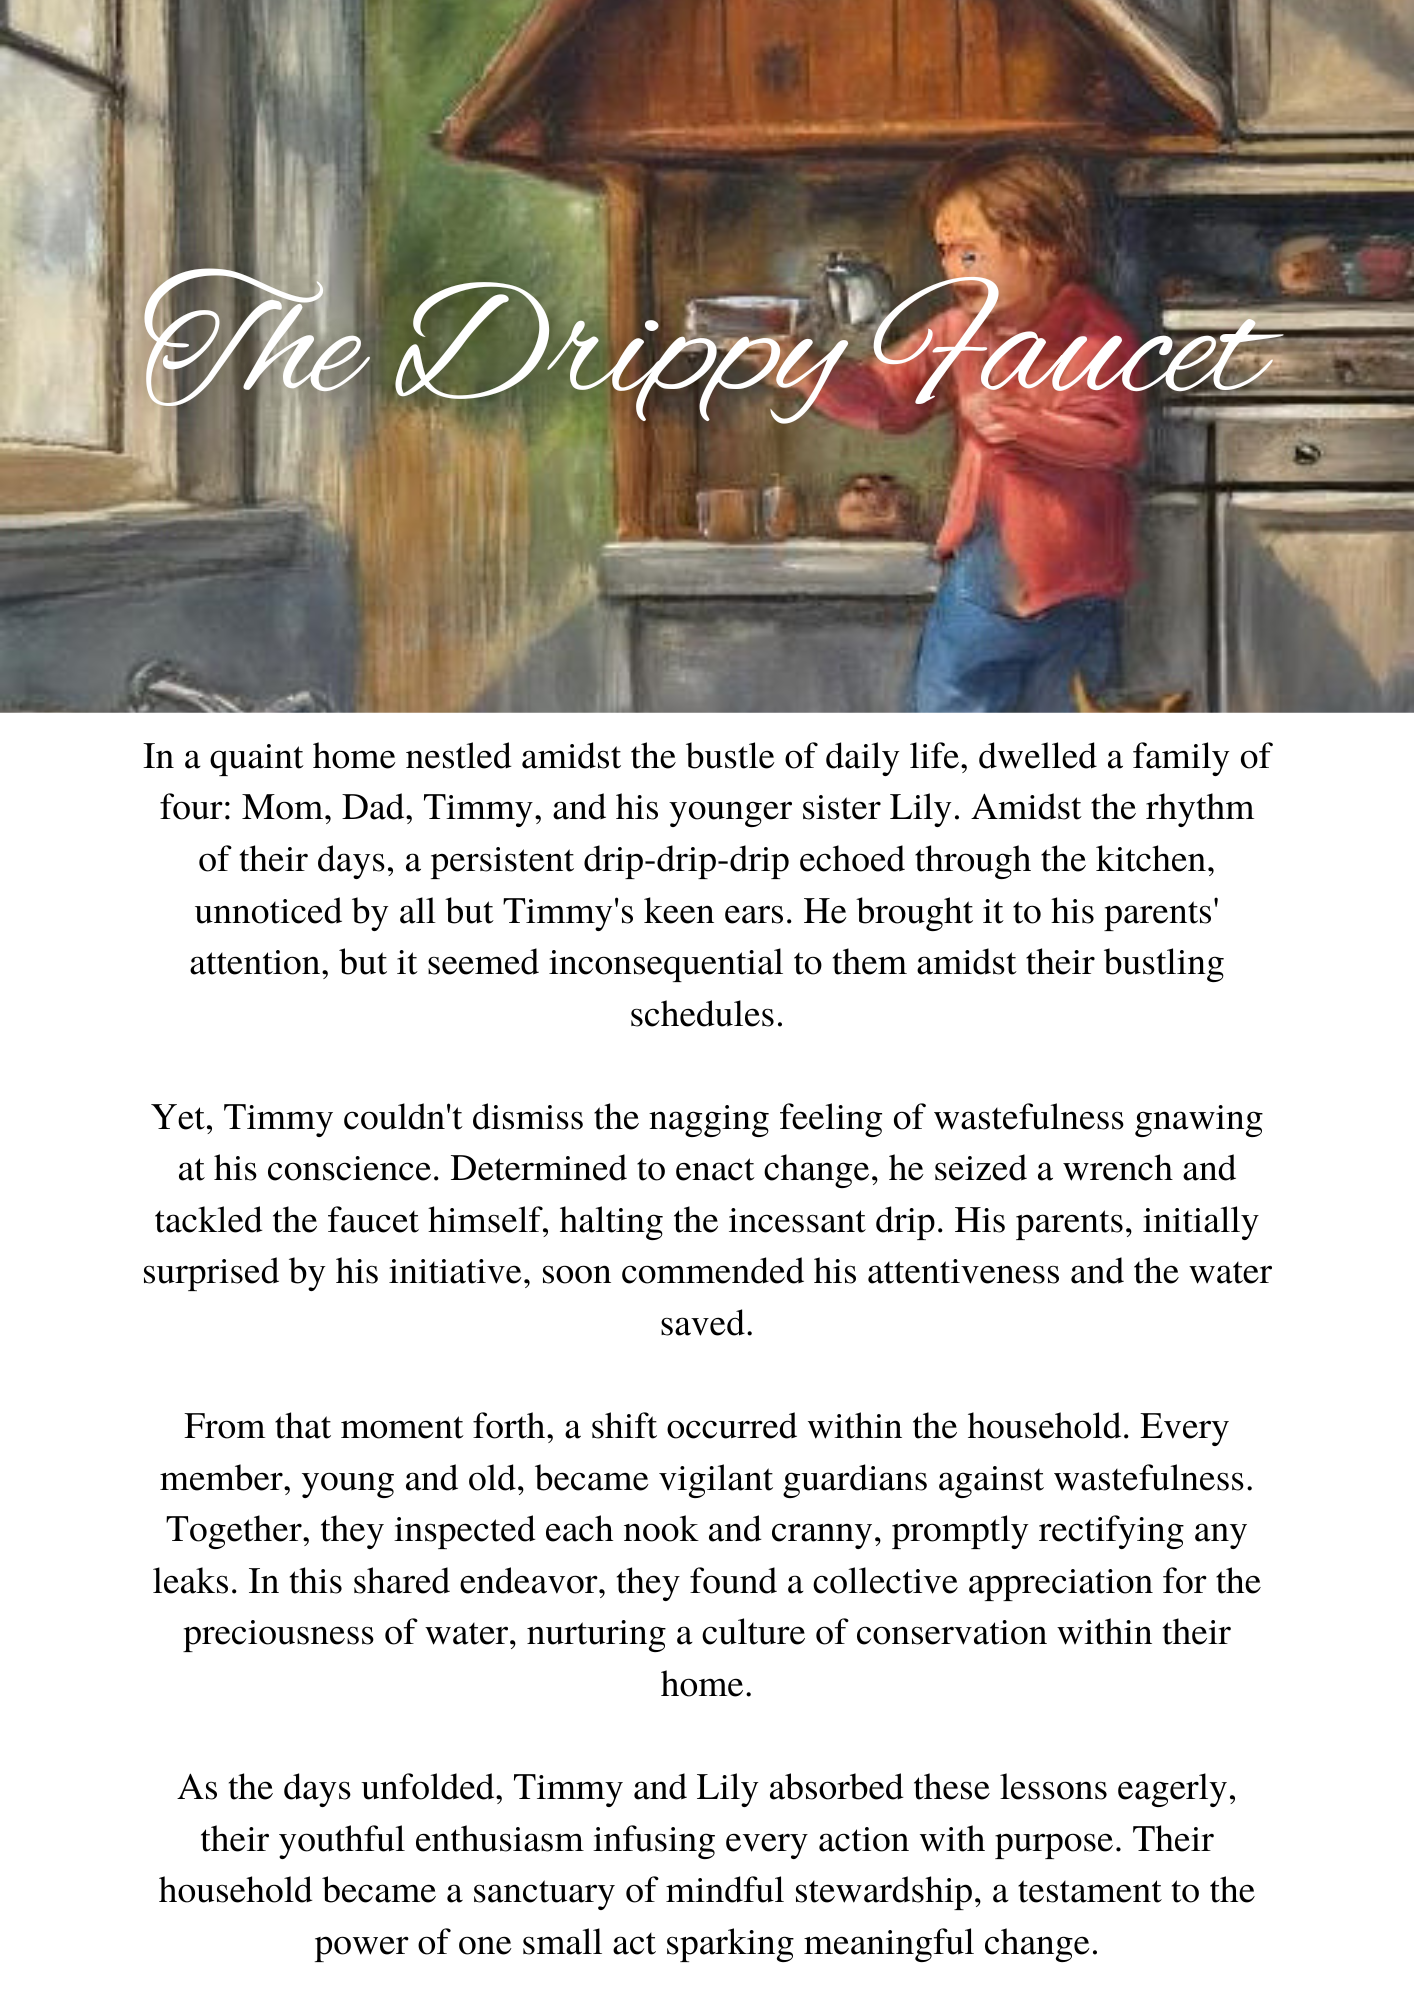 The Drippy Faucet
In a quaint home nestled amidst the bustle of daily life, dwelled a family of
four: Mom, Dad, Timmy, and his younger sister Lily. Amidst the rhythm
of their days, a persistent drip-drip-drip echoed through the kitchen,
unnoticed by all but Timmy's keen ears. He brought it to his parents'
attention, but it seemed inconsequential to them amidst their bustling
schedules.
Yet, Timmy couldn't dismiss the nagging feeling of wastefulness gnawing
at his conscience. Determined to enact change, he seized a wrench and
tackled the faucet himself, halting the incessant drip. His parents, initially
surprised by his initiative, soon commended his attentiveness and the water
saved.
From that moment forth, a shift occurred within the household. Every
member, young and old, became vigilant guardians against wastefulness.
Together, they inspected each nook and cranny, promptly rectifying any
leaks. In this shared endeavor, they found a collective appreciation for the
preciousness of water, nurturing a culture of conservation within their
home.
As the days unfolded, Timmy and Lily absorbed these lessons eagerly,
their youthful enthusiasm infusing every action with purpose. Their
household became a sanctuary of mindful stewardship, a testament to the
power of one small act sparking meaningful change.